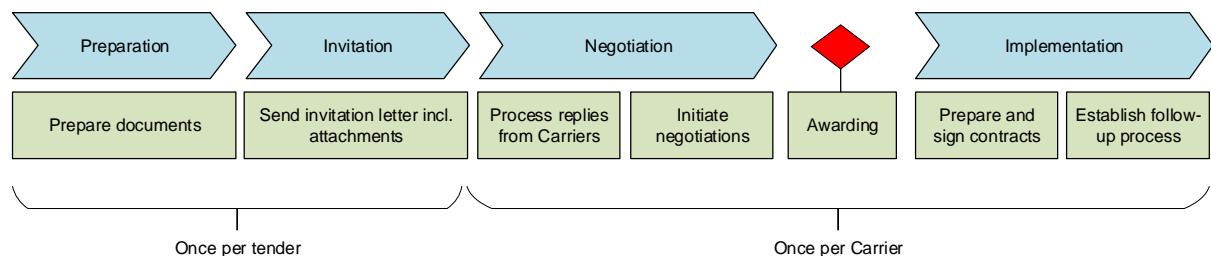 Preparation
Invitation
Negotiation
Implementation
Prepare documents
Send invitation letter incl.
attachments
Process replies
from Carriers
Initiate
negotiations
Awarding
Prepare and
sign contracts
Establish follow-
up process
Once per tender
Once per Carrier